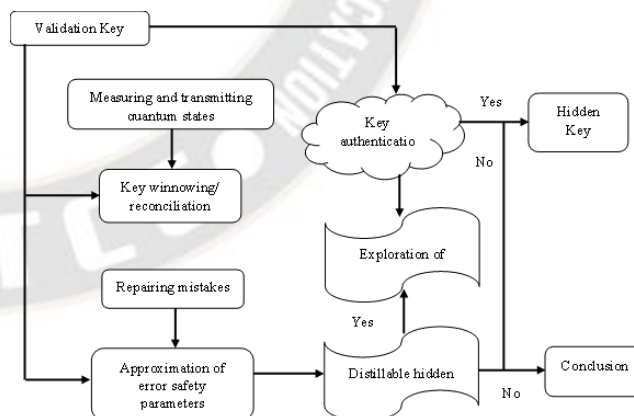 Validation Key
Measuring and transmitting
quantum states
Key
authenticatio
Yes
No
Hidden
Key
Key winnowing/
reconciliation
Exploration of
Repairing mistakes
Yes
Approximation of
error safety
parameters
Distillable hidden
No
Conclusion